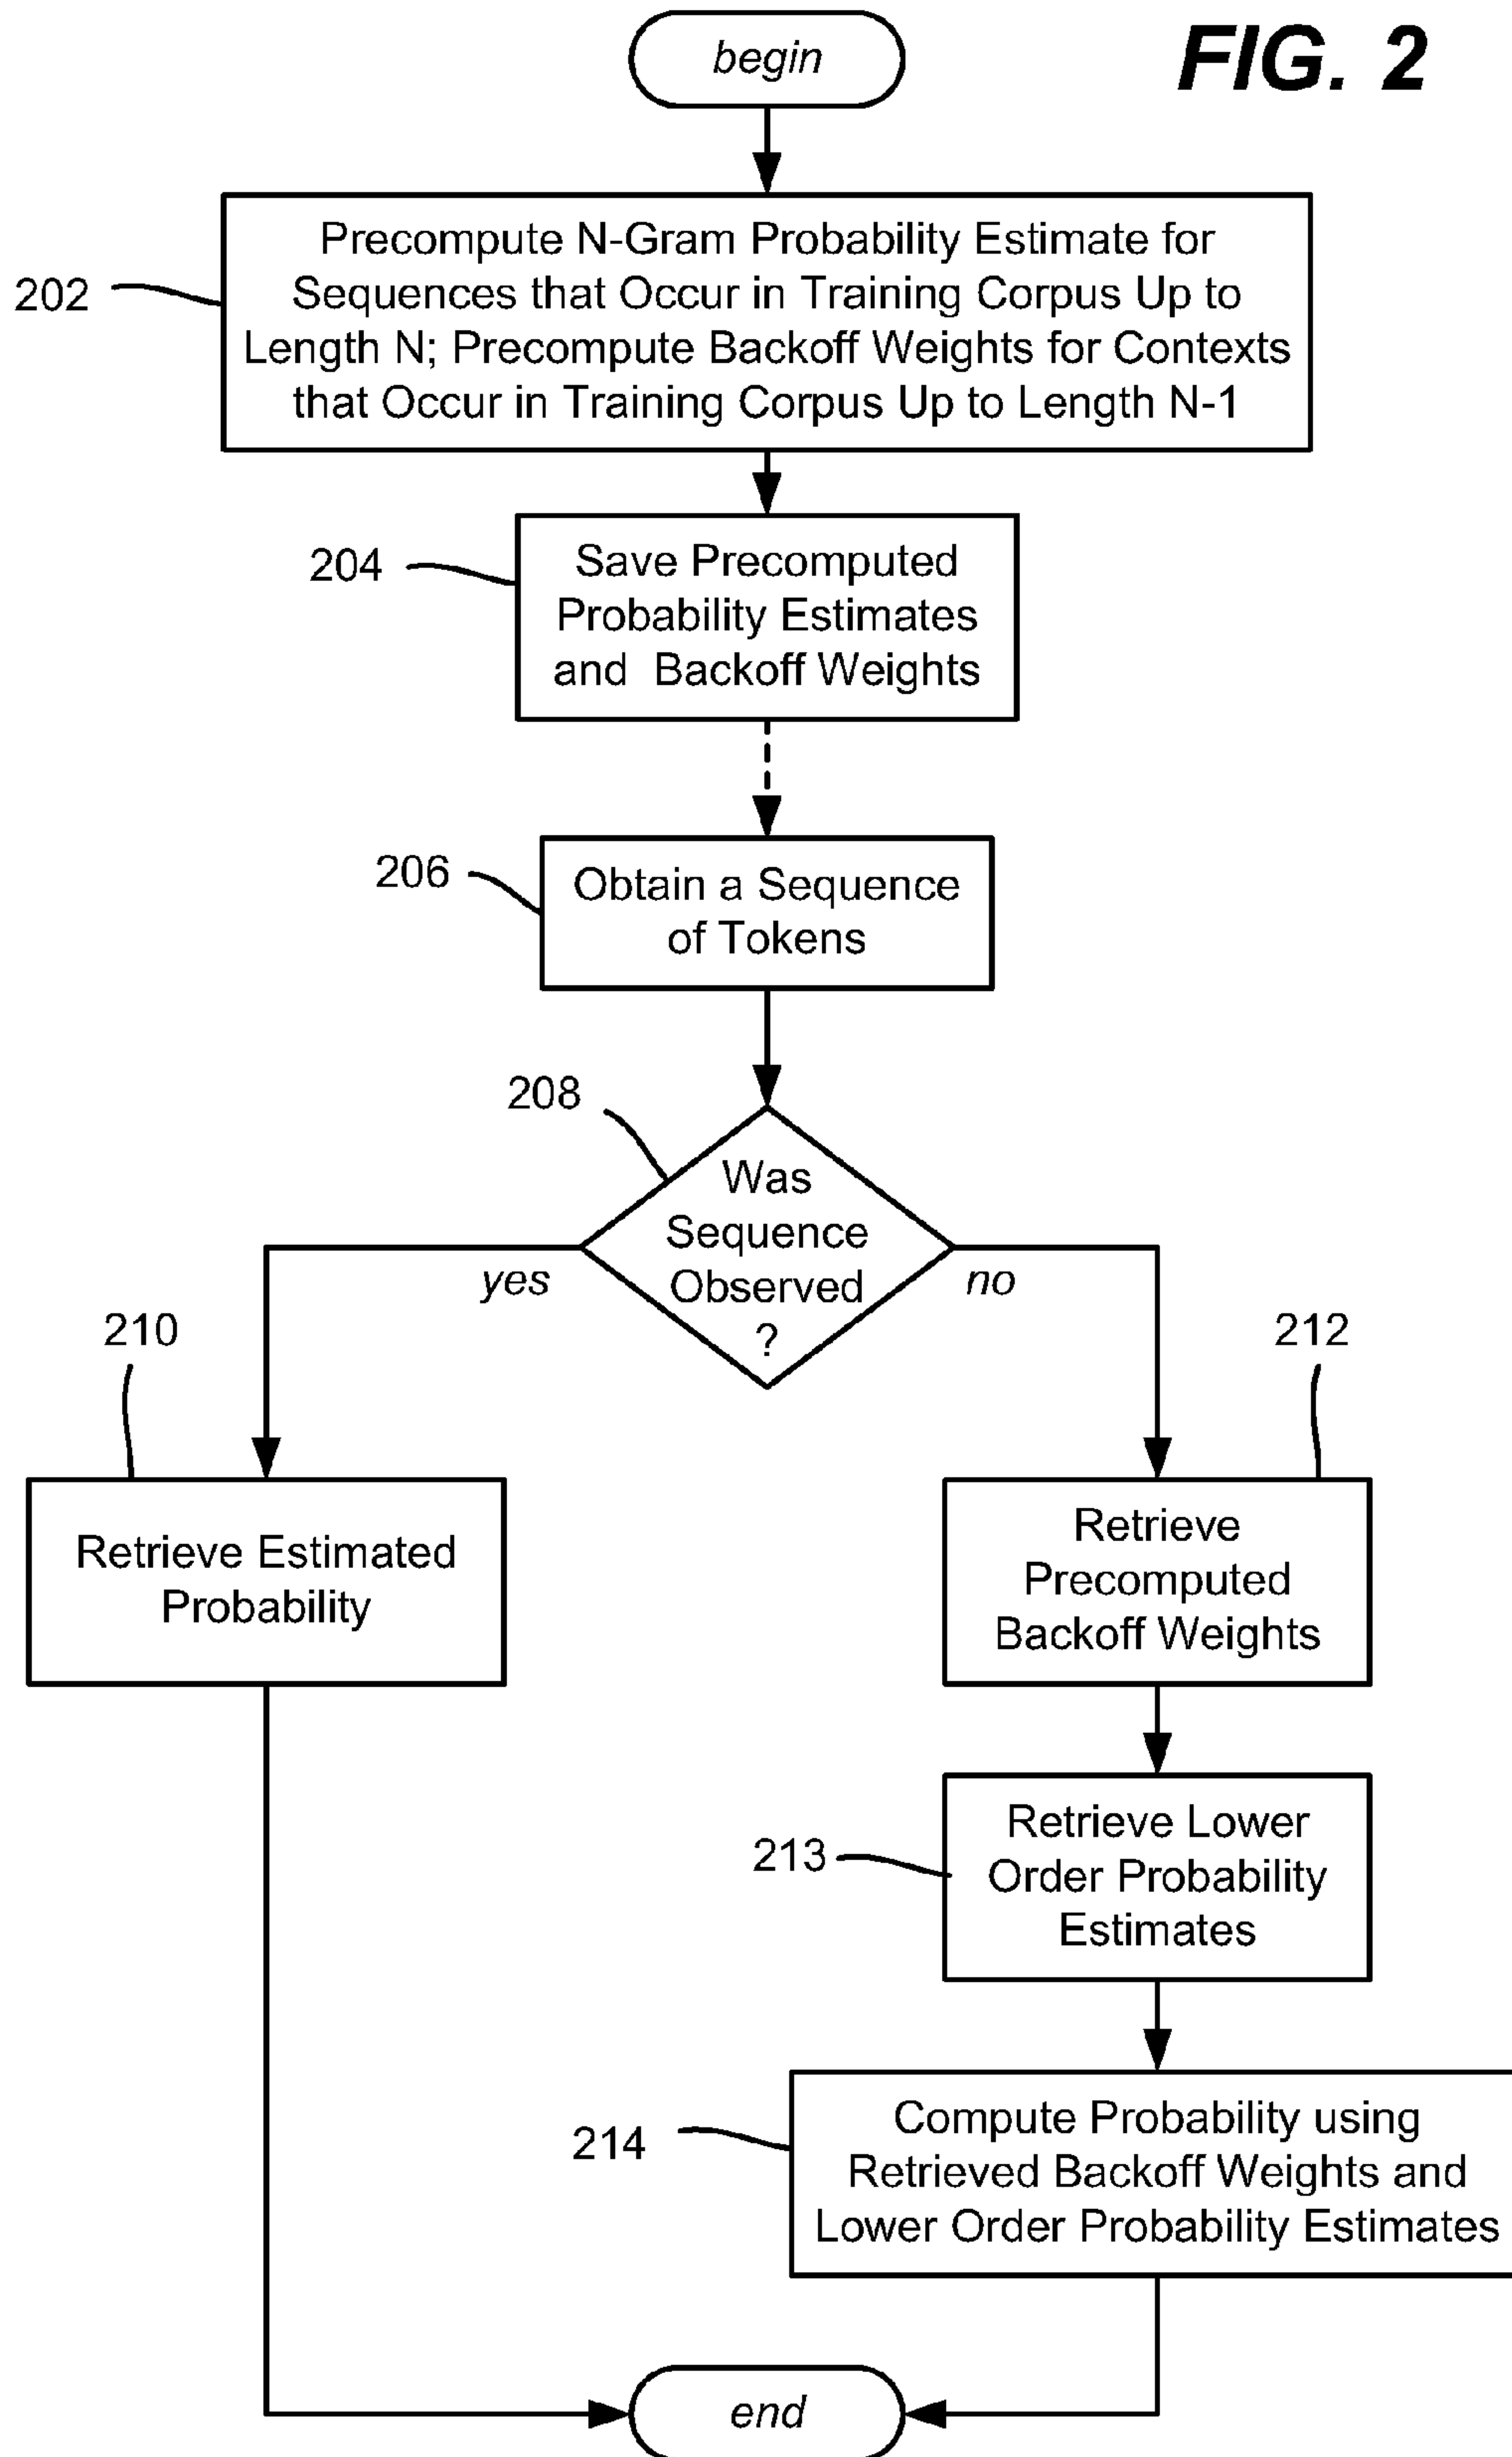 FIG. 2
begin
202
Precompute N-Gram Probability Estimate for
Sequences that Occur in Training Corpus Up to
Length N; Precompute Backoff Weights for Contexts
that Occur in Training Corpus Up to Length N-1
204
Save Precomputed
Probability Estimates
and Backoff Weights
206
Obtain a Sequence
of Tokens
208
Was
Sequence
Observed
?
yes
no
210
Retrieve Estimated
Probability
212
Retrieve
Precomputed
Backoff Weights
213
Retrieve Lower
Order Probability
Estimates
214
Compute Probability using
Retrieved Backoff Weights and
Lower Order Probability Estimates
end